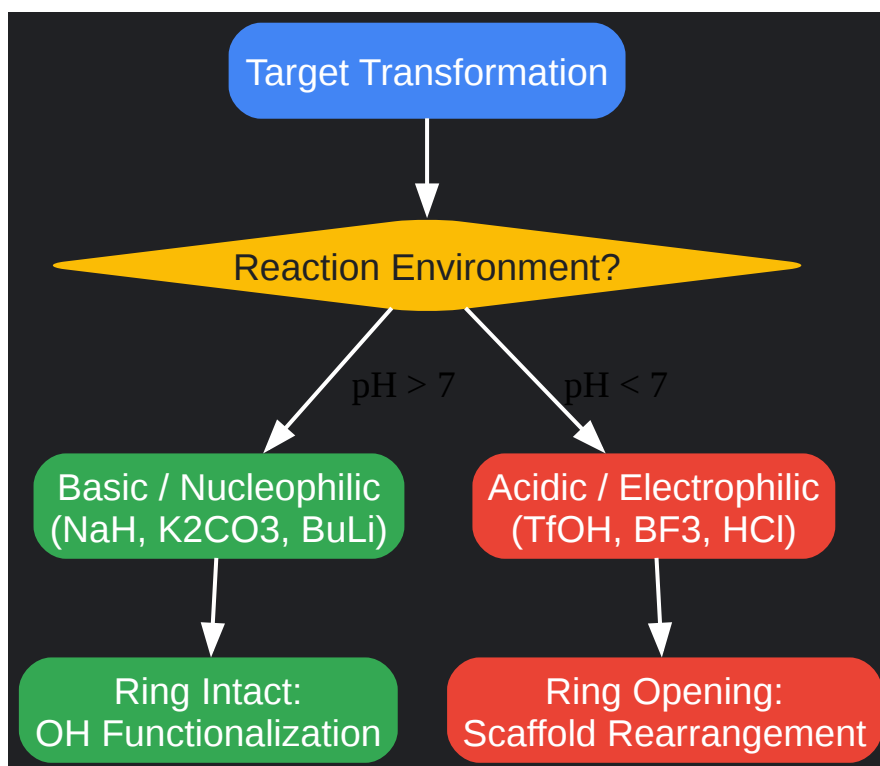 Target Transformation
Reaction Environment?
pH > 7
pH < 7
Basic / Nucleophilic
(NaH, K2CO3, BuLi)
Acidic / Electrophilic
(TfOH, BF3, HCl)
Ring Intact:
OH Functionalization
Ring Opening:
Scaffold Rearrangement